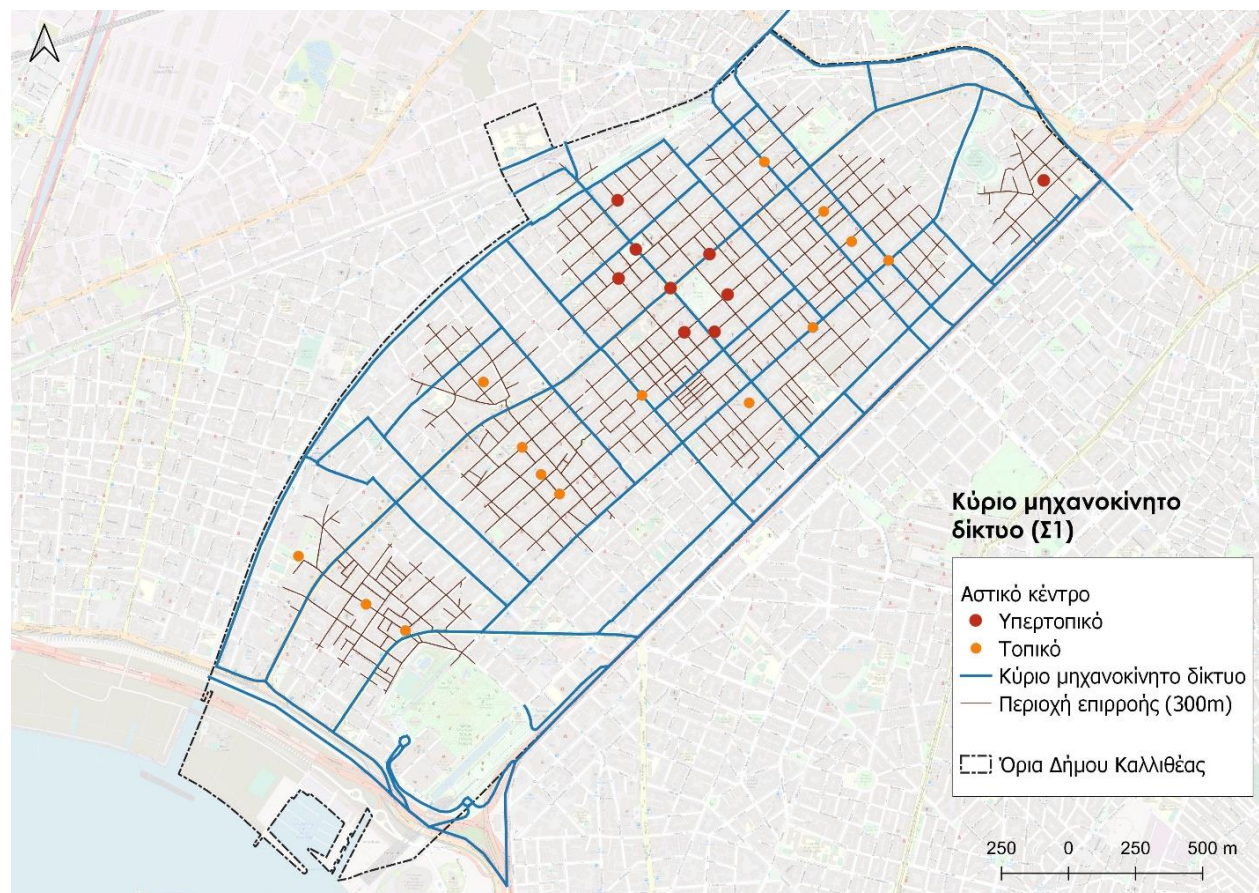 Κύριο μηχανοκίνητο
δίκτυο (Σ1)
Αστικό κέντρο
Υπερτοπικό
Τοπικό
Κύριο μηχανοκίνητο δίκτυο
Περιοχή επιρροής (300m)
Όρια Δήμου Καλλιθέας
250 0 250 500 m